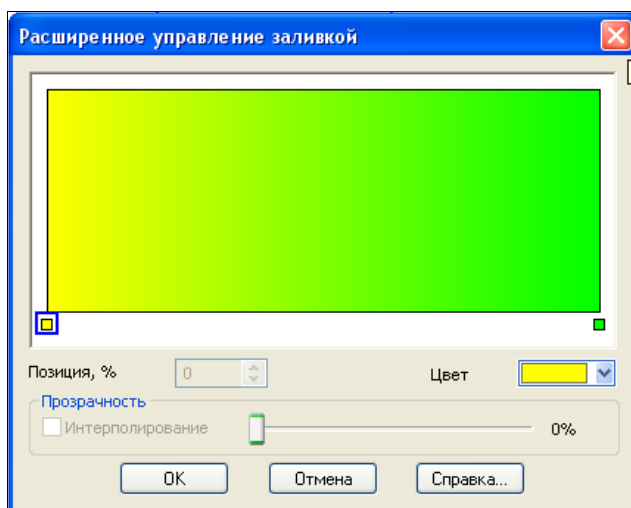 Расширенное управление заливкой
Позиция, % 0 Цвет
Прозрачность
Интерполирование 0%
OK Отмена Справка...